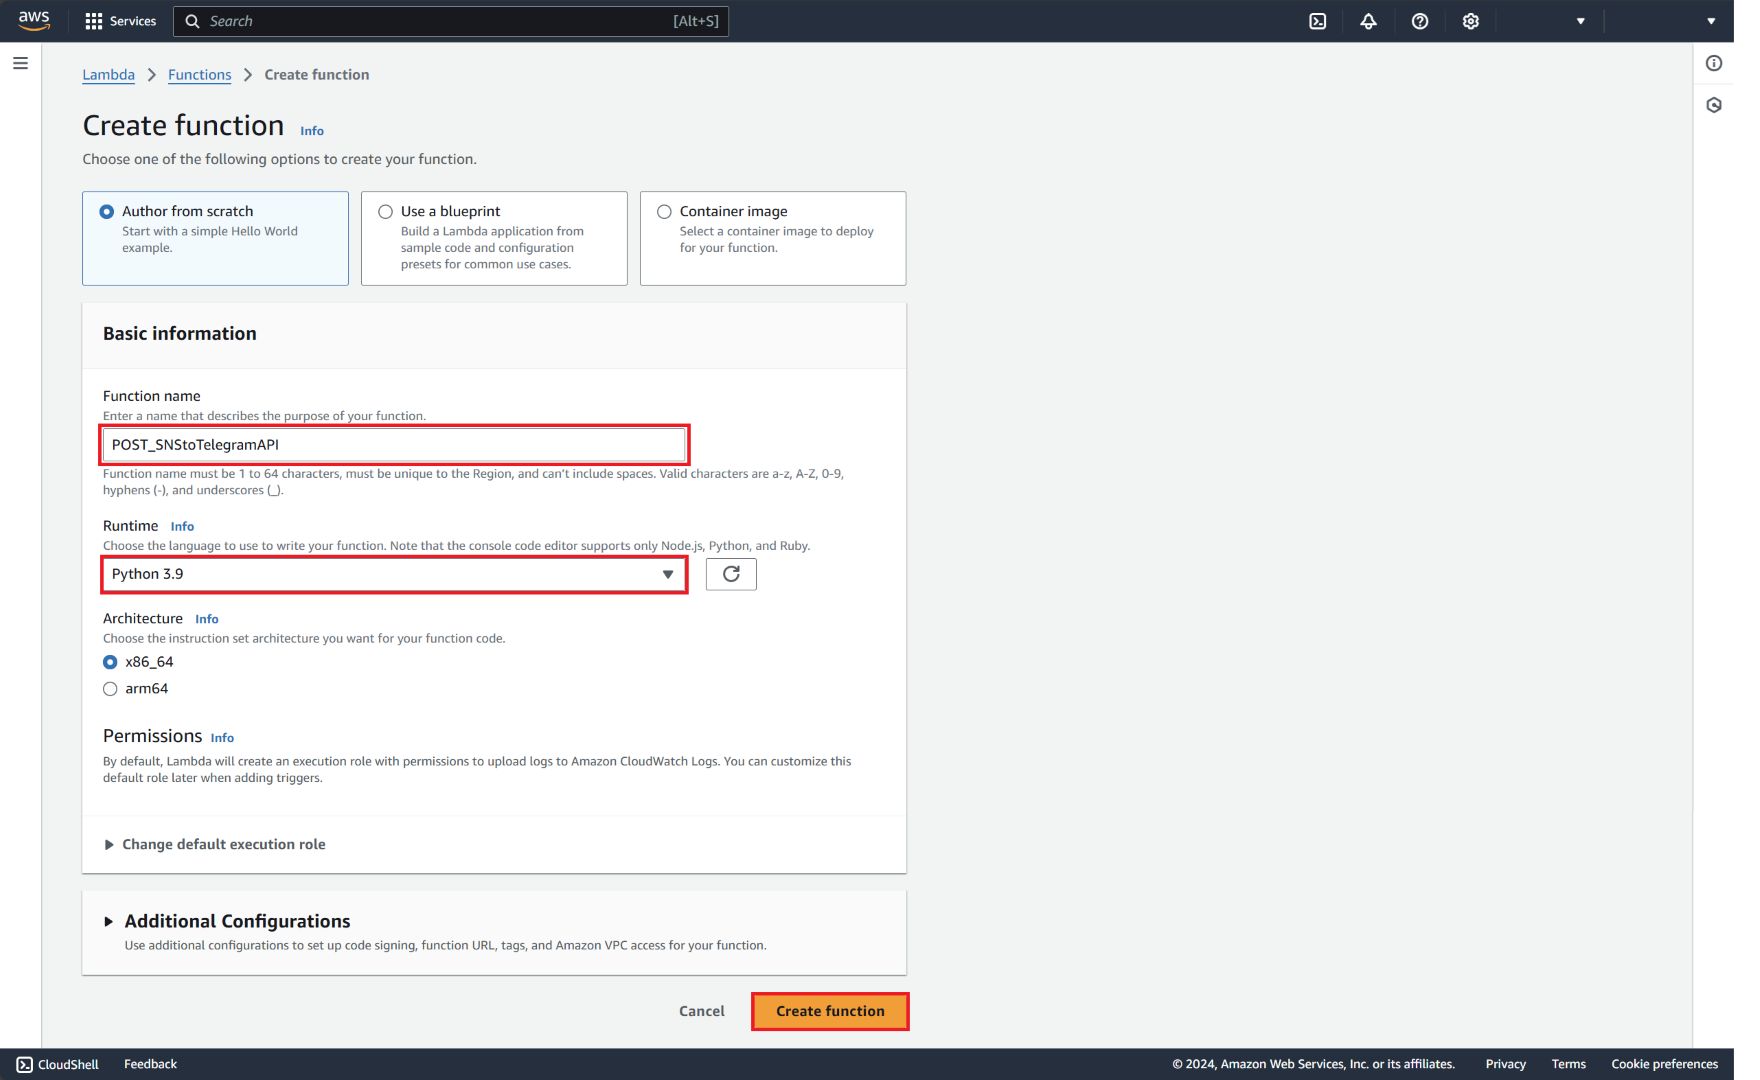 aws
Services
Search
[Alt+S]
Lambda
Functions
Create function
Create function Info
Choose one of the following options to create your function.
Author from scratch
Start with a simple Hello World
example.
Use a blueprint
Build a Lambda application from
sample code and configuration
presets for common use cases.
Container image
Select a container image to deploy
for your function.
Basic information
Function name
Enter a name that describes the purpose of your function.
POST_SNStoTelegramAPI
Function name must be 1 to 64 characters, must be unique to the Region, and can't include spaces. Valid characters are a-z, A-Z, 0-9,
hyphens (-), and underscores (_).
Runtime Info
Choose the language to use to write your function. Note that the console code editor supports only Node.js, Python, and Ruby.
Python 3.9
Architecture Info
Choose the instruction set architecture you want for your function code.
x86_64
arm64
Permissions Info
By default, Lambda will create an execution role with permissions to upload logs to Amazon CloudWatch Logs. You can customize this
default role later when adding triggers.
Change default execution role
Additional Configurations
Use additional configurations to set up code signing, function URL, tags, and Amazon VPC access for your function.
Cancel
Create function
CloudShell
Feedback
© 2024, Amazon Web Services, Inc. or its affiliates.
Privacy
Terms
Cookie preferences